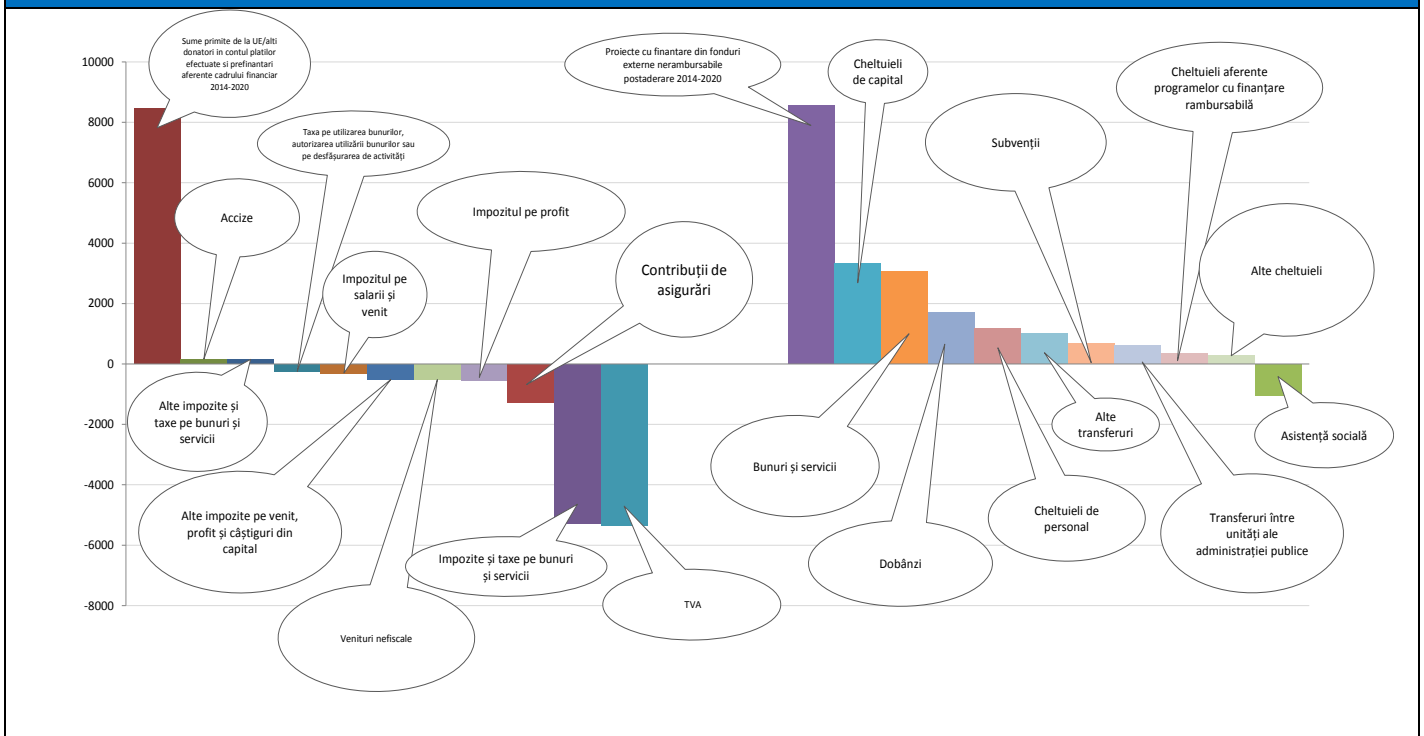 Sume primite de la UE/alti
donatori in contul platilor
efectuate si prefinantari
aferente cadrului financiar
2014-2020
Proiecte cu finantare din fonduri
externe nerambursabile
postaderare 2014-2020
Cheltuieli
de capital
Cheltuieli aferente
programelor cu finanțare
rambursabilă
Taxa pe utilizarea bunurilor,
autorizarea utilizării bunurilor sau
pe desfășurarea de activități
Subvenții
Accize
Impozitul pe profit
Impozitul pe
salarii și
venit
Contribuții de
asigurări
Alte cheltuieli
10000
8000
6000
4000
2000
0
-2000
-4000
-6000
-8000
Alte impozite și
taxe pe bunuri și
servicii
Alte impozite pe venit,
profit și câștiguri din
capital
Venituri nefiscale
Impozite și taxe pe bunuri
și servicii
TVA
Bunuri și servicii
Dobânzi
Cheltuieli de
personal
Alte
transferuri
Transferuri între
unități ale
administrației publice
Asistență socială